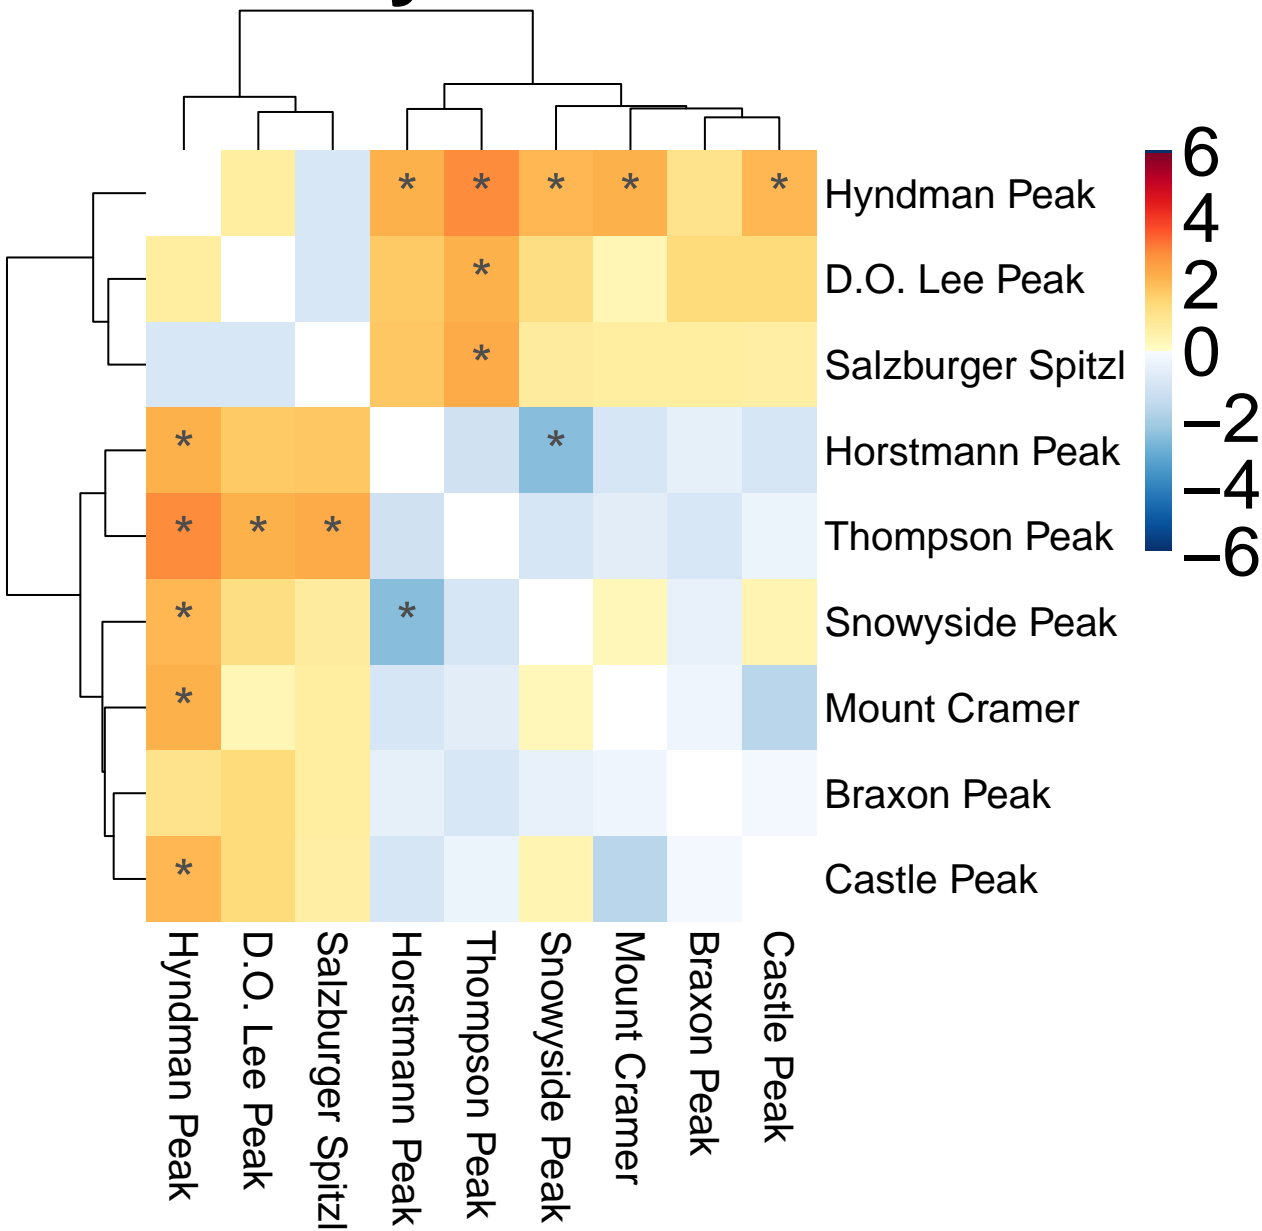 * * * * *
Hyndman Peak
*
D.O. Lee Peak
*
Salzburger Spitzl
* *
Horstmann Peak
* * *
Thompson Peak
* *
Snowyside Peak
*
Mount Cramer
Braxon Peak
*
Castle Peak
6
4
2
0
−2
−4
−6
Hyndman Peak
D.O. Lee Peak
Salzburger Spitzl
Horstmann Peak
Thompson Peak
Snowyside Peak
Mount Cramer
Braxon Peak
Castle Peak